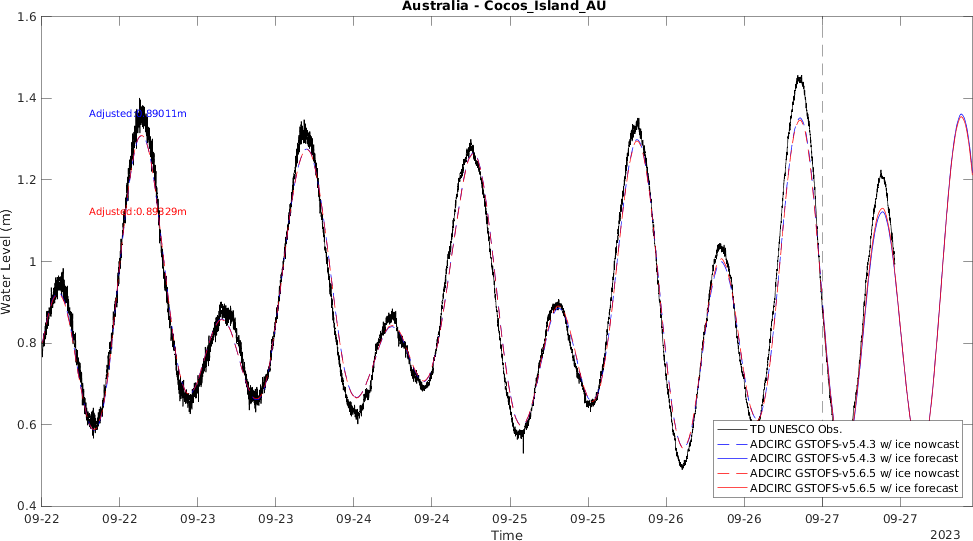 Australia - Cocos_Island_AU
Water Level (m)
1.6
1.4
1.2
1
0.8
0.6
0.4
Adjusted:0.89011m
Adjusted:0.89329m
TD UNESCO Obs.
ADCIRC GSTOFS-v5.4.3 w/ ice nowcast
ADCIRC GSTOFS-v5.4.3 w/ ice forecast
ADCIRC GSTOFS-v5.6.5 w/ ice nowcast
ADCIRC GSTOFS-v5.6.5 w/ ice forecast
09-22 09-22 09-23 09-23 09-24 09-24 09-25 09-25 09-26 09-26 09-27 09-27
Time
2023